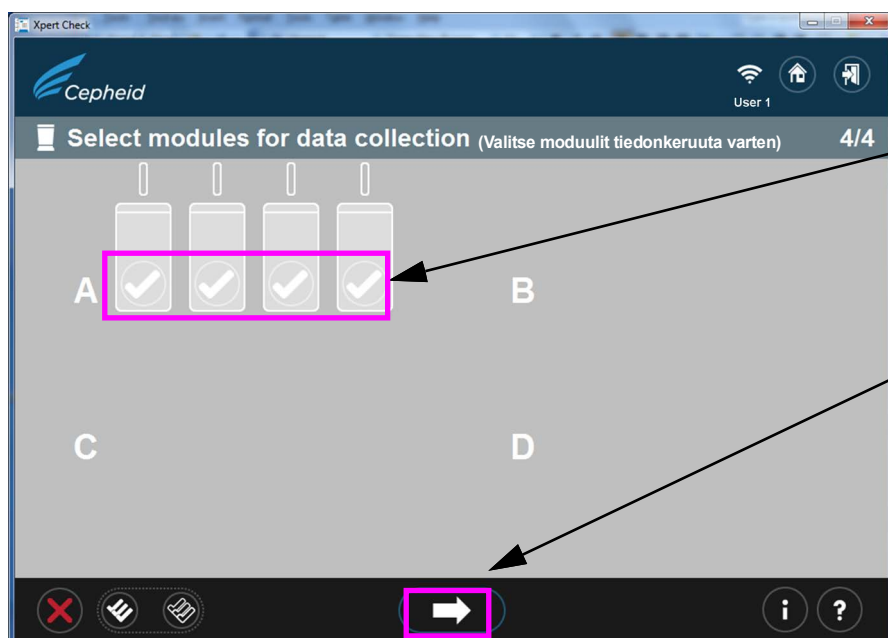 Xpert Check
Cepheid
User 1
Select modules for data collection (Valitse moduulit tiedonkeruuta varten) 4/4
A
B
C
D
i ?